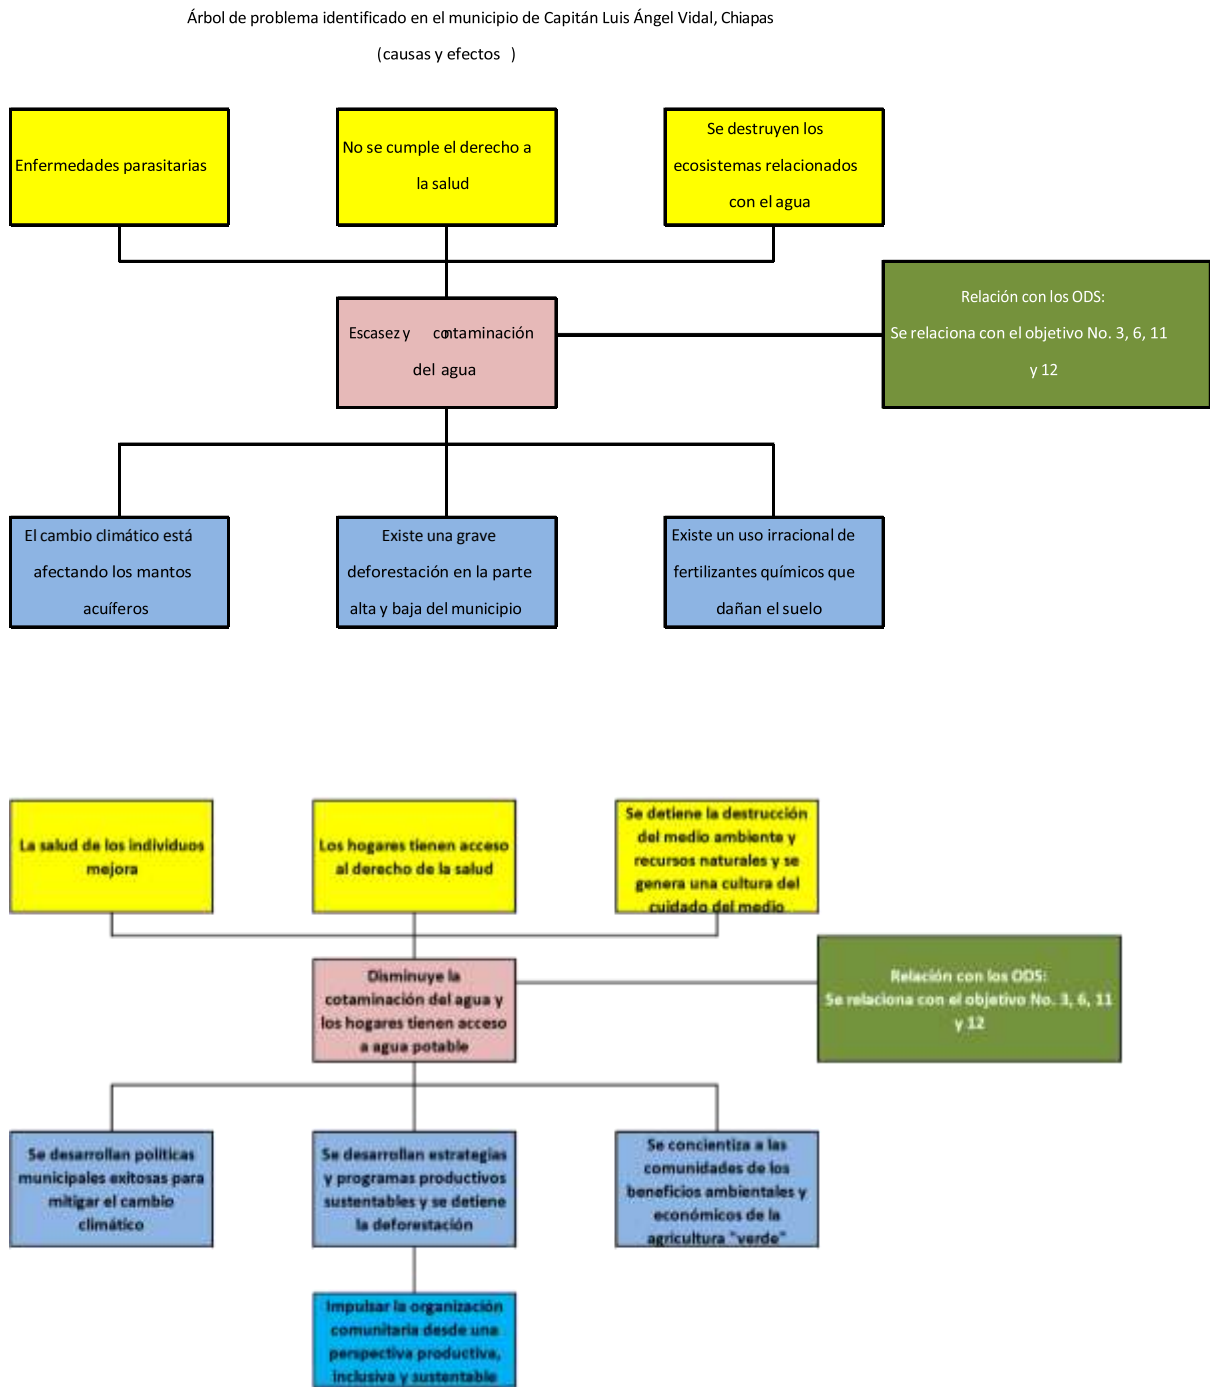 Árbol de problema identificado en el municipio de Capitán Luis Ángel Vidal, Chiapas
(causas y efectos )
Enfermedades parasitarias
No se cumple el derecho a
la salud
Se destruyen los
ecosistemas relacionados
con el agua
Escasez y contaminación
del agua
Relación con los ODS:
Se relaciona con el objetivo No. 3, 6, 11
y 12
El cambio climático está
afectando los mantos
acuíferos
Existe una grave
deforestación en la parte
alta y baja del municipio
Existe un uso irracional de
fertilizantes químicos que
dañan el suelo
La salud de los individuos
mejora
Los hogares tienen acceso
al derecho de la salud
Se detiene la destrucción
del medio ambiente y
recursos naturales y se
genera una cultura del
cuidado del medio
Disminuye la
cotaminación del agua y
los hogares tienen acceso
a agua potable
Relación con los ODS:
Se relaciona con el objetivo No. 3, 6, 11
y 12
Se desarrollan políticas
municipales exitosas para
mitigar el cambio
climático
Se desarrollan estrategias
y programas productivos
sustentables y se detiene
la deforestación
Se concientiza a las
comunidades de los
beneficios ambientales y
económicos de la
agricultura "verde"
Impulsar la organización
comunitaria desde una
perspectiva productiva,
inclusiva y sustentable